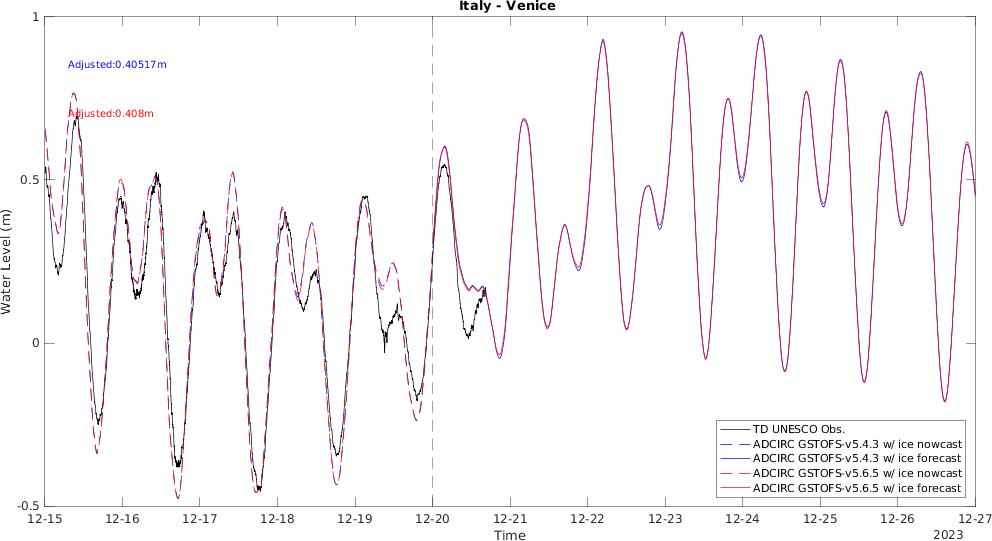 Italy - Venice
Water Level (m)
1
0.5
0
-0.5
Adjusted:0.40517m
Adjusted:0.408m
TD UNESCO Obs.
ADCIRC GSTOFS-v5.4.3 w/ ice nowcast
ADCIRC GSTOFS-v5.4.3 w/ ice forecast
ADCIRC GSTOFS-v5.6.5 w/ ice nowcast
ADCIRC GSTOFS-v5.6.5 w/ ice forecast
12-15 12-16 12-17 12-18 12-19 12-20 12-21 12-22 12-23 12-24 12-25 12-26 12-27
Time
2023